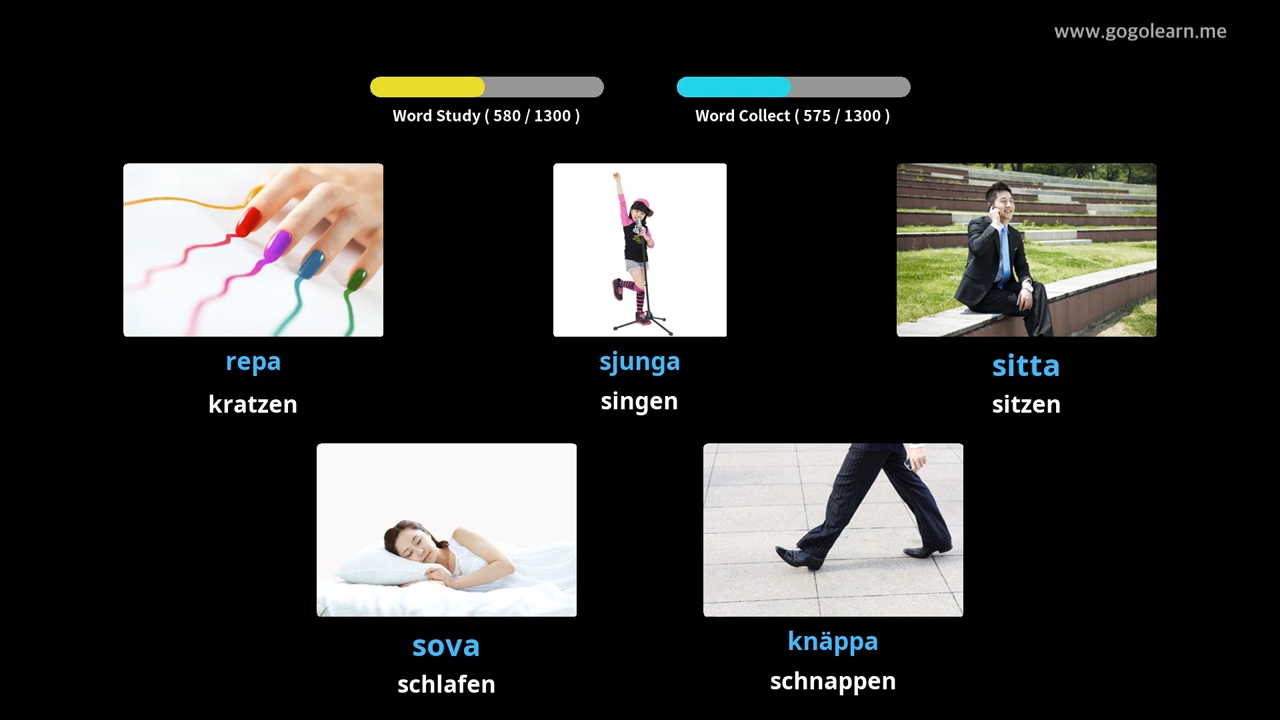 www.gogolearn.me
Word Study ( 580 / 1300 )
Word Collect ( 575 / 1300 )
repa
kratzen
sjunga
singen
sitta
sitzen
sova
schlafen
knäppa
schnappen